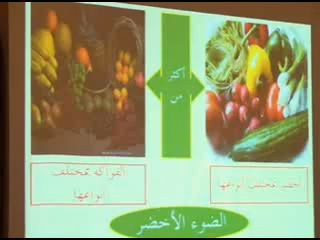 أكثر
من
الخضر بمختلف أنواعها
الفواكه بمختلف
أنواعها
الضوء الأخضر